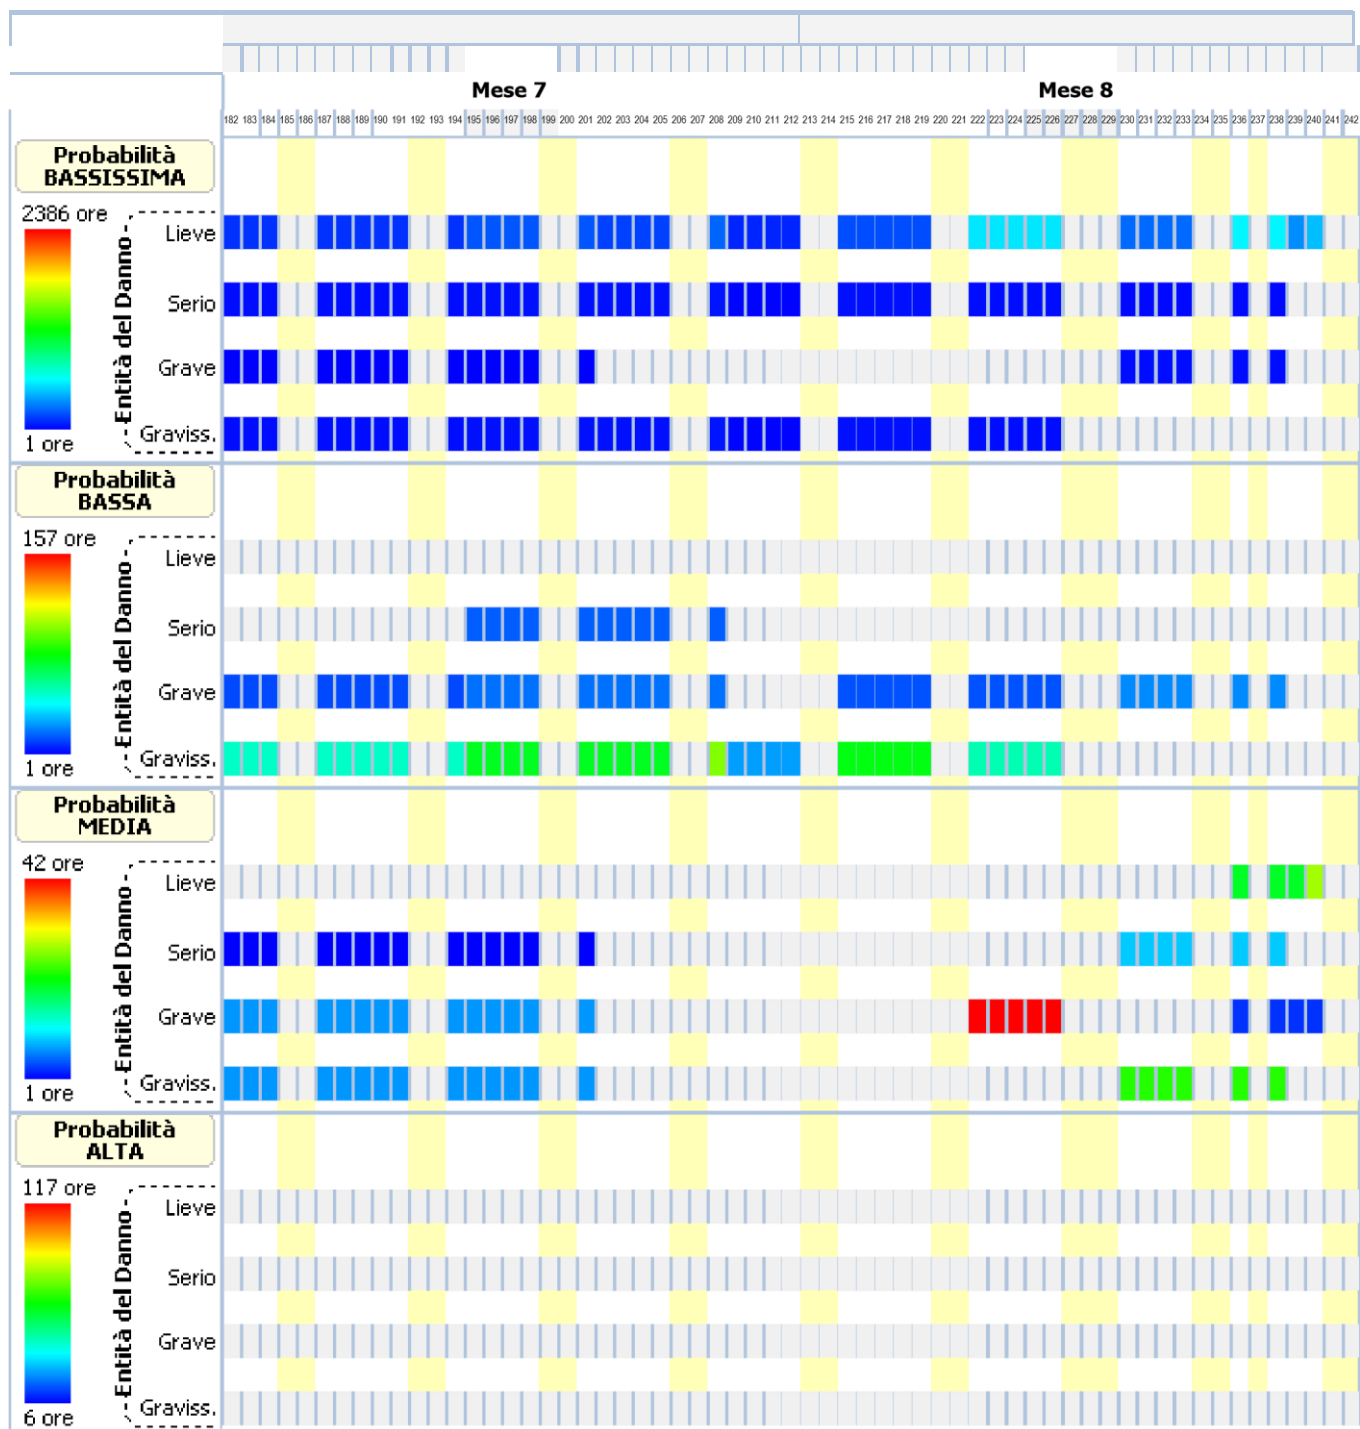 Mese 7 Mese 8
182 183 184 185 186 187 188 189 190 191 192 193 194 195 196 197 198 199 200 201 202 203 204 205 206 207 208 209 210 211 212 213 214 215 216 217 218 219 220 221 222 223 224 225 226 227 228 229 230 231 232 233 234 235 236 237 238 239 240 241 242
Probabilità
BASSISSIMA
2386 ore
Entità del Danno
Lieve
Serio
Grave
Graviss.
1 ore
Probabilità
BASSA
157 ore
Entità del Danno
Lieve
Serio
Grave
Graviss.
1 ore
Probabilità
MEDIA
42 ore
Entità del Danno
Lieve
Serio
Grave
Graviss.
1 ore
Probabilità
ALTA
117 ore
Entità del Danno
Lieve
Serio
Grave
Graviss.
6 ore